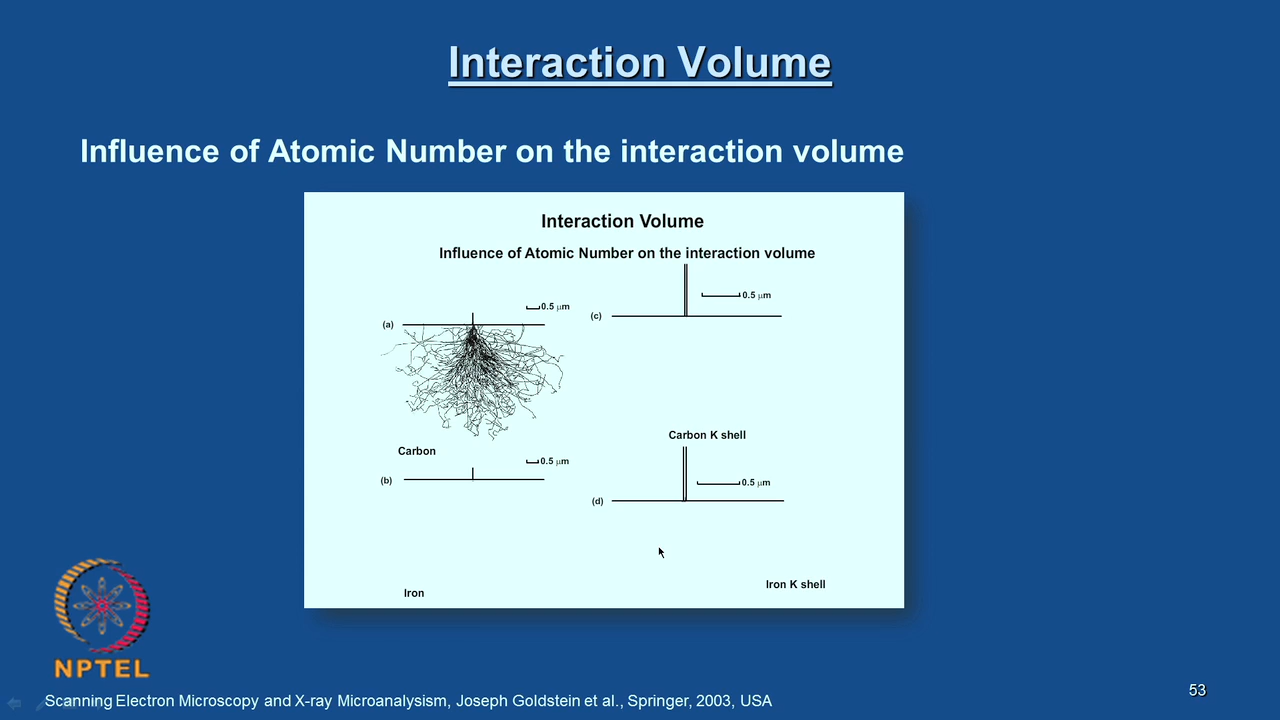 Interaction Volume
Influence of Atomic Number on the interaction volume
Interaction Volume
Influence of Atomic Number on the interaction volume
(a)
0.5 μm
Carbon
(b)
0.5 μm
Iron
(c)
0.5 μm
Carbon K shell
(d)
0.5 μm
Iron K shell
NPTEL
Scanning Electron Microscopy and X-ray Microanalysism, Joseph Goldstein et al., Springer, 2003, USA
53